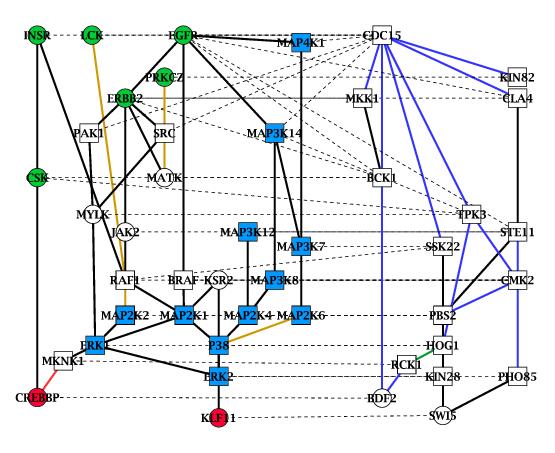 INSR LCK EGFR MAP4K1 CDC15
PRKCZ KIN82
ERBB2 MKK1 CLA4
PAK1 SRC MAP3K14
CSK MATK BCK1
MYLK TPK3
JAK2 MAP3K12 STE11
MAP3K7 SSK22
RAF1 BRAF KSR2 MAP3K8 CMK2
MAP2K2 MAP2K1 MAP2K4 MAP2K6 PBS2
ERK1 P38 HOG1
MKNK1 RCK1
ERK2 KIN28 PHO85
CREBBP BDF2
KLF11 SWI5